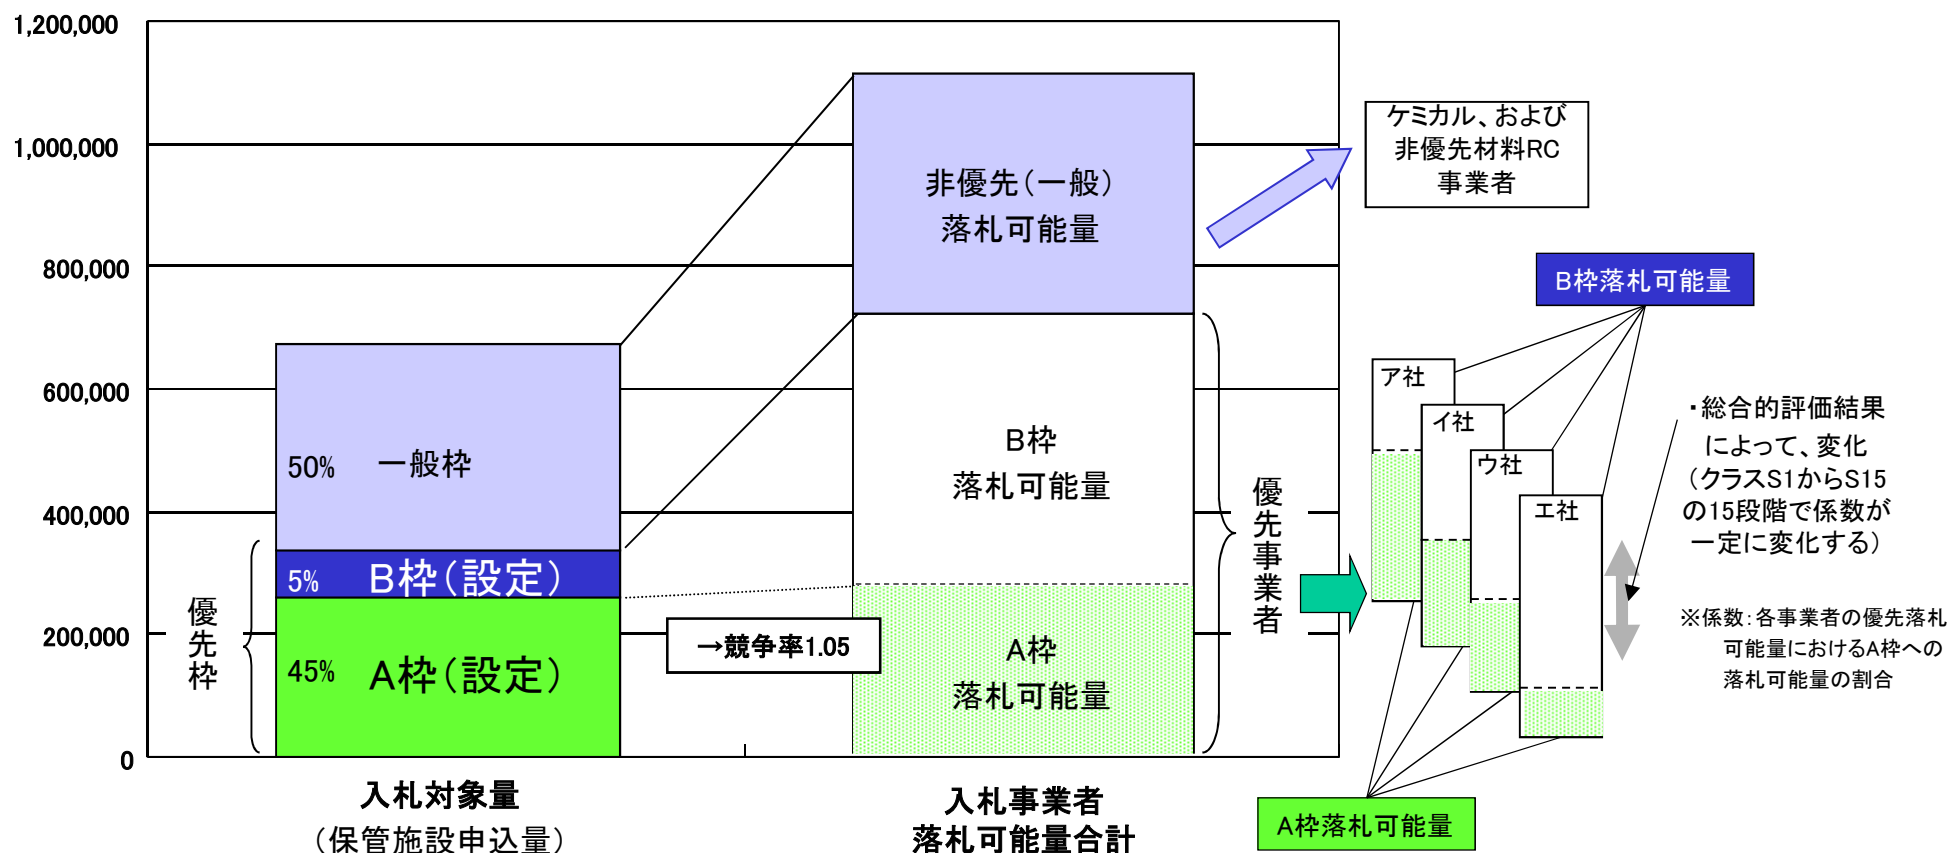 1,200,000
1,000,000
800,000
600,000
400,000
200,000
0
50% 一般枠
5% B枠(設定)
45% A枠(設定)
優先枠
→競争率1.05
非優先(一般)
落札可能量
B枠
落札可能量
A枠
落札可能量
優先事業者
入札対象量
(保管施設申込量)
入札事業者
落札可能量合計
ケミカル、および
非優先材料RC
事業者
B枠落札可能量
ア社
イ社
ウ社
エ社
A枠落札可能量
・総合的評価結果
によって、変化
(クラスS1からS15
の15段階で係数が
一定に変化する)
※係数:各事業者の優先落札
可能量におけるA枠への
落札可能量の割合